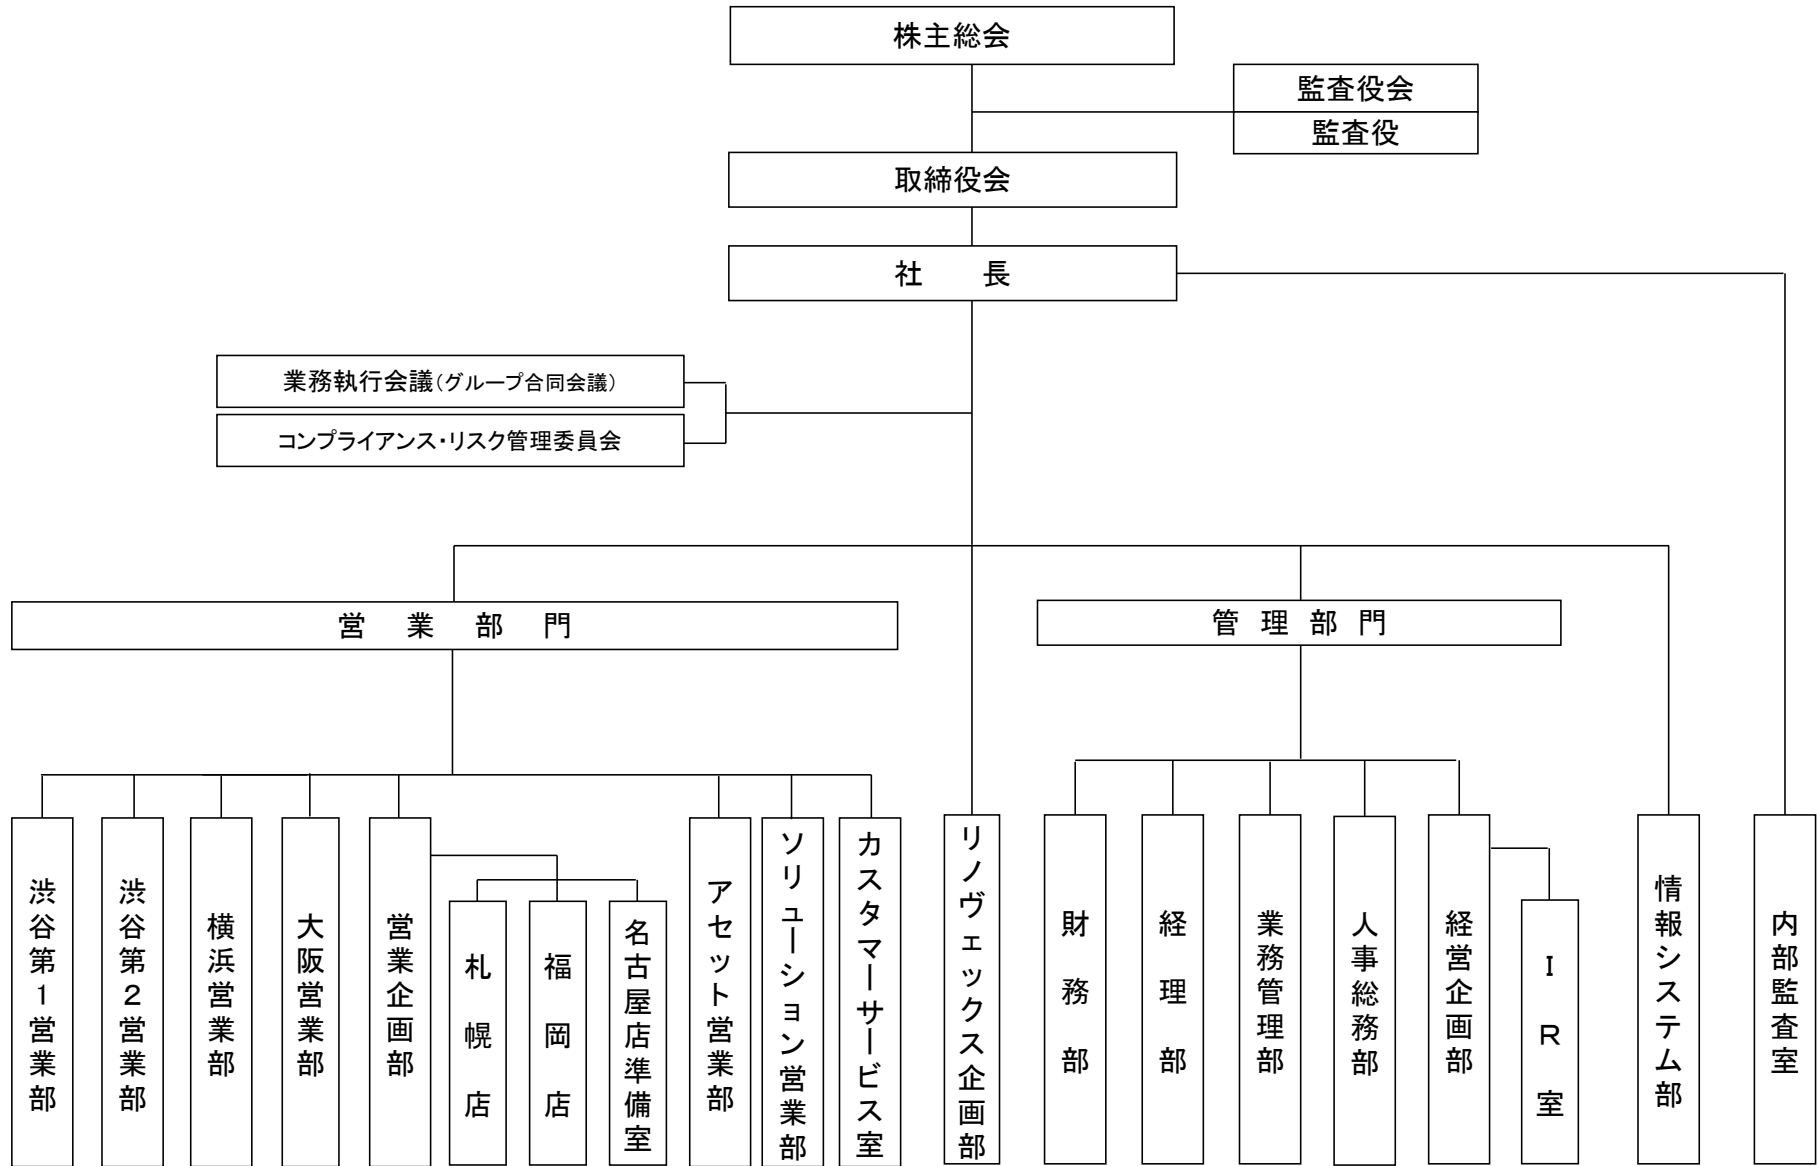 株主総会
監査役会
監査役
取締役会
社　　長
業務執行会議(グループ合同会議)
コンプライアンス・リスク管理委員会
営　業　部　門
管　理　部　門
渋谷第１営業部
渋谷第２営業部
横浜営業部
大阪営業部
営業企画部
札幌店
福岡店
名古屋店準備室
アセット営業部
ソリューション営業部
カスタマーサービス室
リノヴェックス企画部
財務部
経理部
業務管理部
人事総務部
経営企画部
ＩＲ室
情報システム部
内部監査室